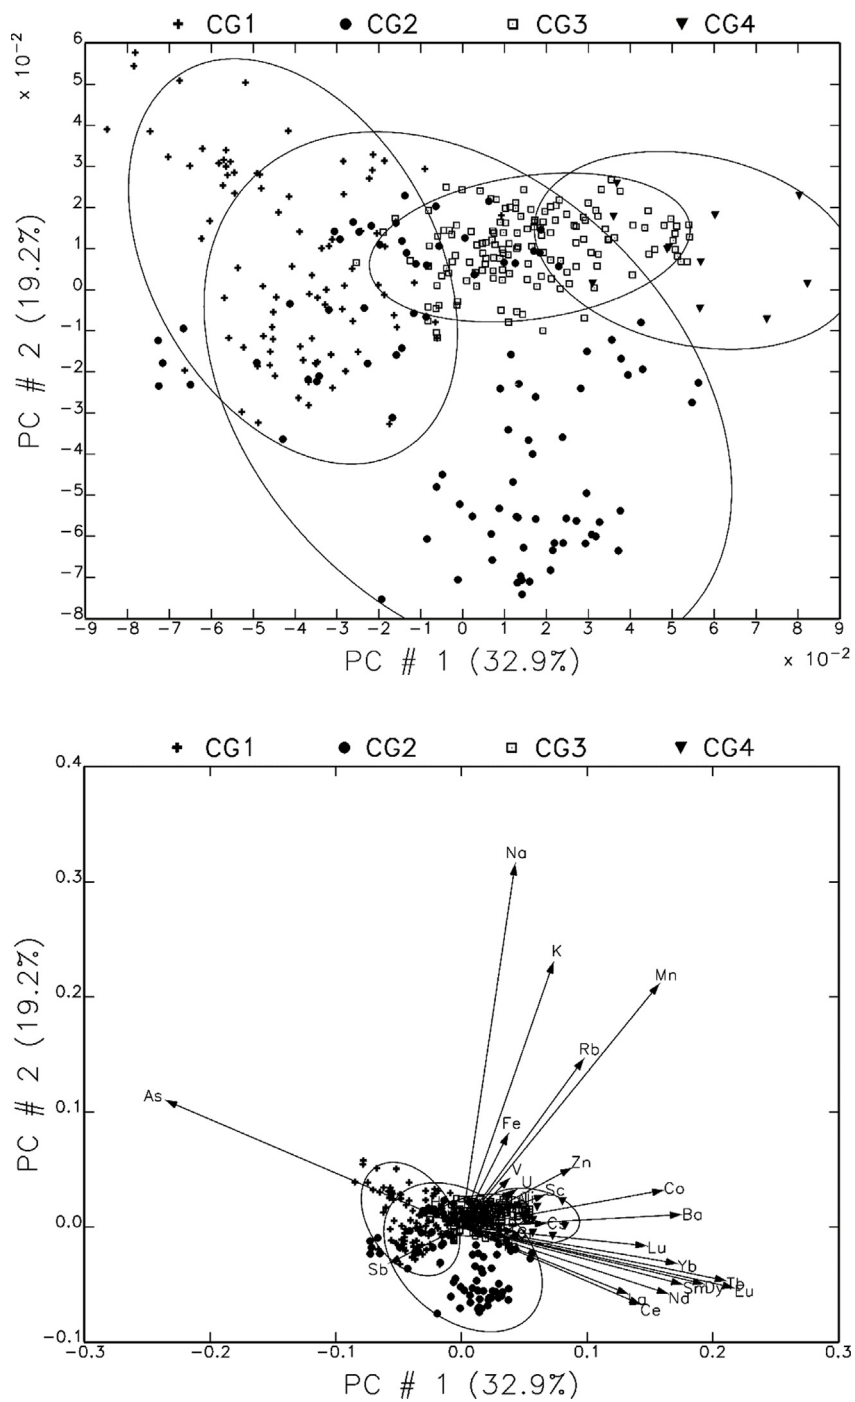 CG1 CG2 CG3 CG4
x 10⁻²
6
5
4
3
2
1
0
−1
−2
−3
−4
−5
−6
−7
−8
PC # 2 (19.2%)
−9 −8 −7 −6 −5 −4 −3 −2 −1 0 1 2 3 4 5 6 7 8 9
PC # 1 (32.9%) x 10⁻²
CG1 CG2 CG3 CG4
0.4
0.3
0.2
0.1
0.0
−0.1
PC # 2 (19.2%)
Na
K
Mn
Rb
As
Fe
V
Zn
U
Sc
Co
Ba
Cs
Lu
Yb
Sb
Tb
Sm
Dy
Eu
La
Nd
Ce
−0.3 −0.2 −0.1 0.0 0.1 0.2 0.3
PC # 1 (32.9%)